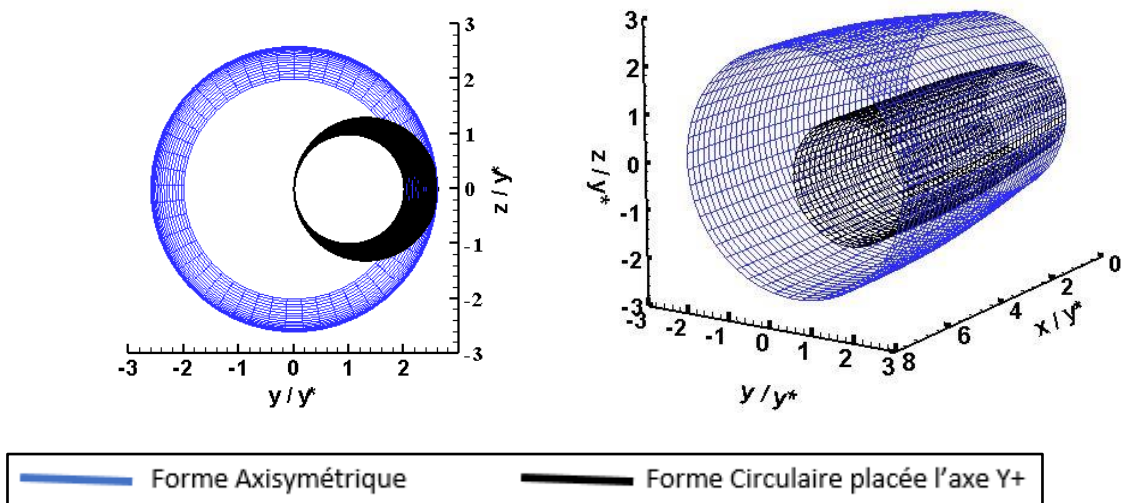 3
2
1
0
-1
-2
-3
z / y*
-3 -2 -1 0 1 2
y / y*
3
2
1
0
-1
-2
-3
z / y*
-3 -2 -1 0 1 2 3
y / y*
8 6 4 2 0
x / y*
Forme Axisymétrique
Forme Circulaire placée l’axe Y+